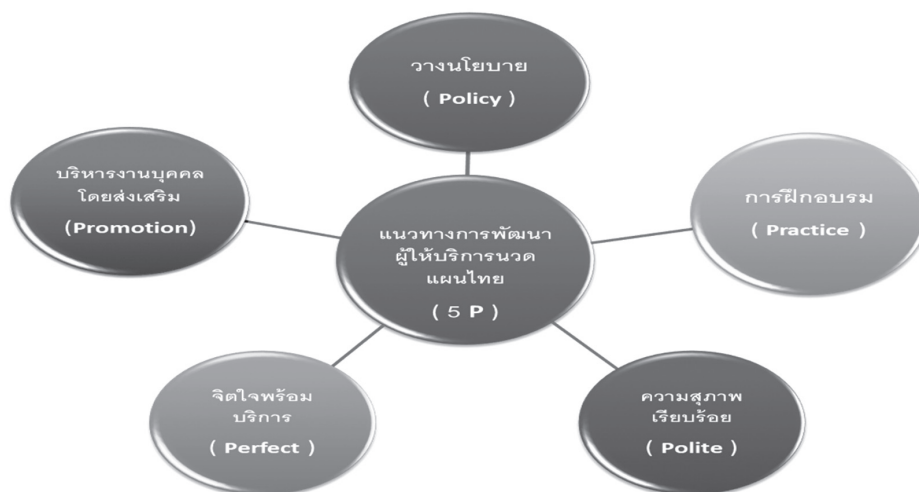 วางนโยบาย
( Policy )
บริหารงานบุคคล
โดยส่งเสริม
(Promotion)
การฝึกอบรม
( Practice )
แนวทางการพัฒนา
ผู้ให้บริการนวด
แผนไทย
( 5 P )
จิตใจพร้อม
บริการ
( Perfect )
ความสุภาพ
เรียบร้อย
( Polite )